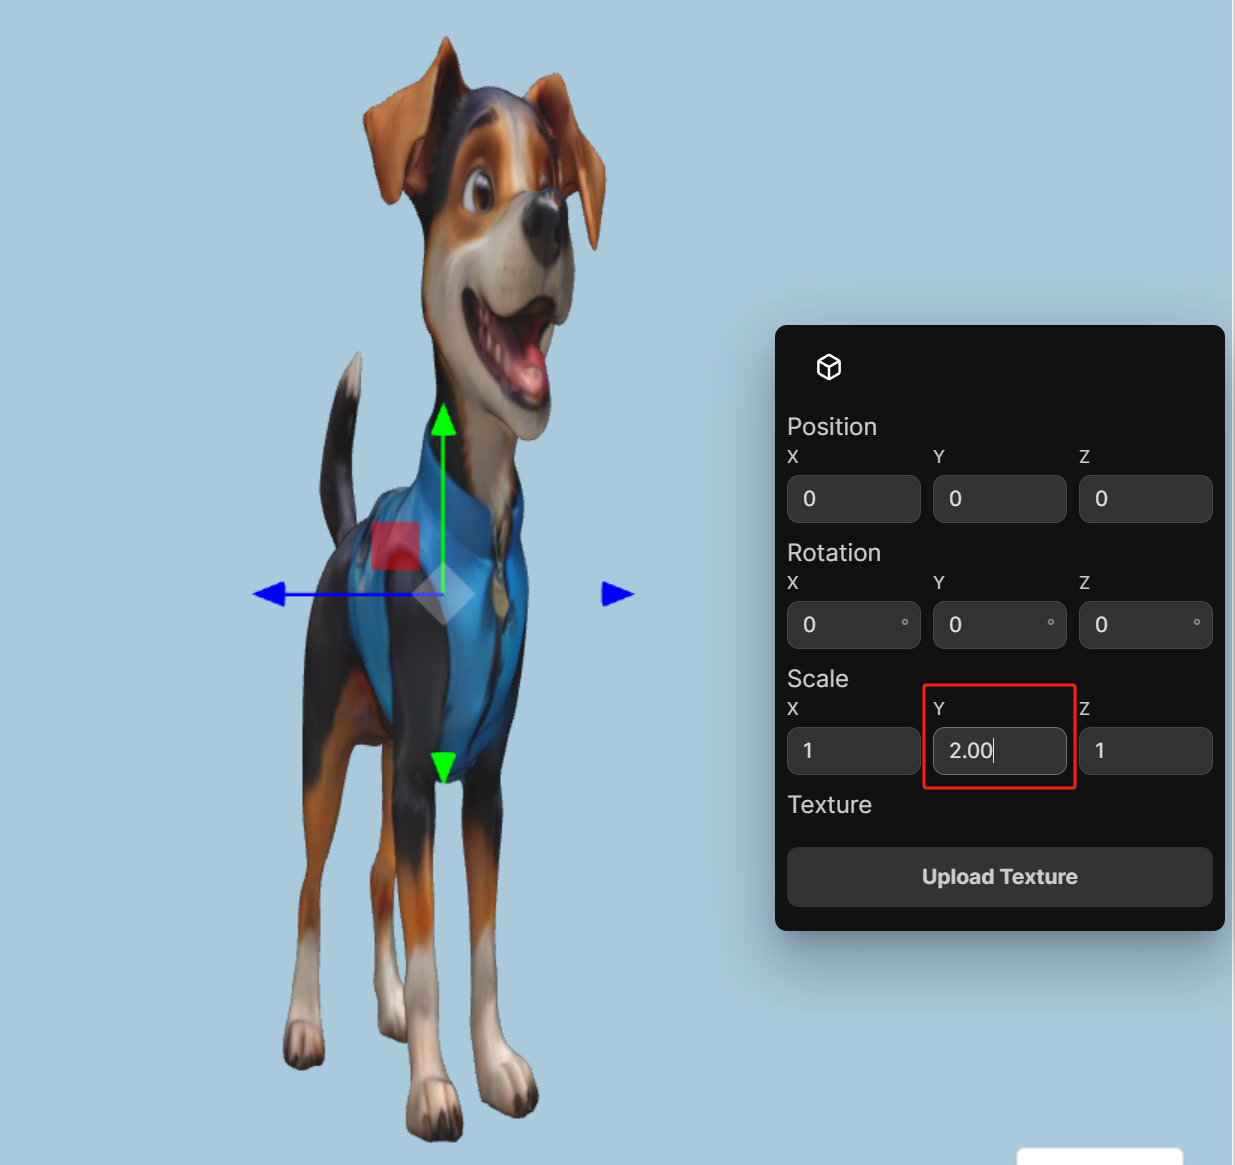 Position
X Y Z
0 0 0
Rotation
X Y Z
0 ° 0 ° 0 °
Scale
X Y Z
1 2.00 1
Texture
Upload Texture